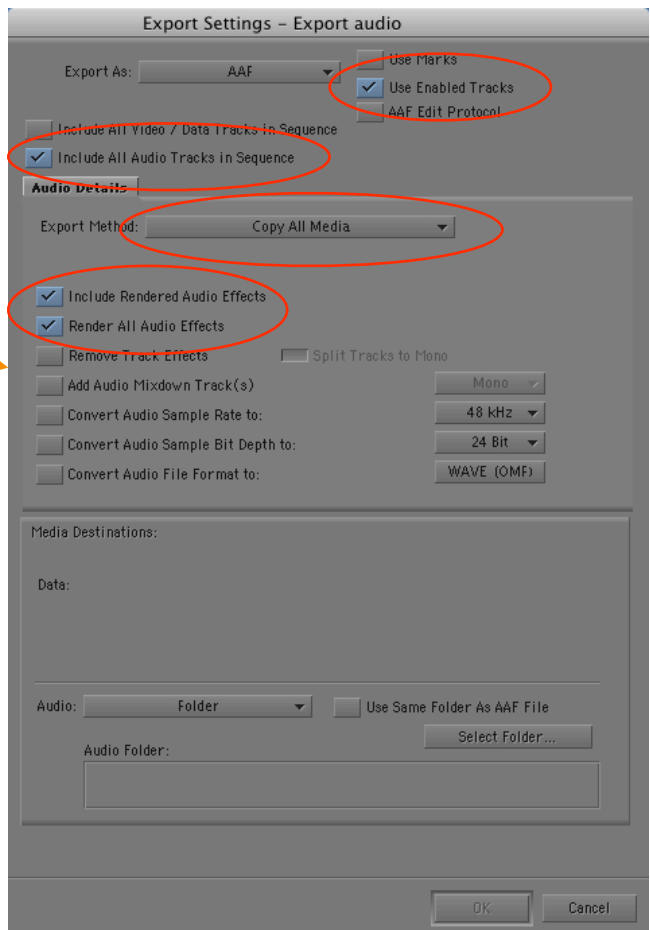 Export Settings – Export audio
Export As: AAF
Use Marks
Use Enabled Tracks
AAF Edit Protocol
Include All Video / Data Tracks in Sequence
Include All Audio Tracks in Sequence
Audio Details
Export Method: Copy All Media
Include Rendered Audio Effects
Render All Audio Effects
Remove Track Effects Split Tracks to Mono
Add Audio Mixdown Track(s) Mono
Convert Audio Sample Rate to: 48 kHz
Convert Audio Sample Bit Depth to: 24 Bit
Convert Audio File Format to: WAVE (OMF)
Media Destinations:
Data:
Audio: Folder Use Same Folder As AAF File
Select Folder...
Audio Folder:
OK Cancel